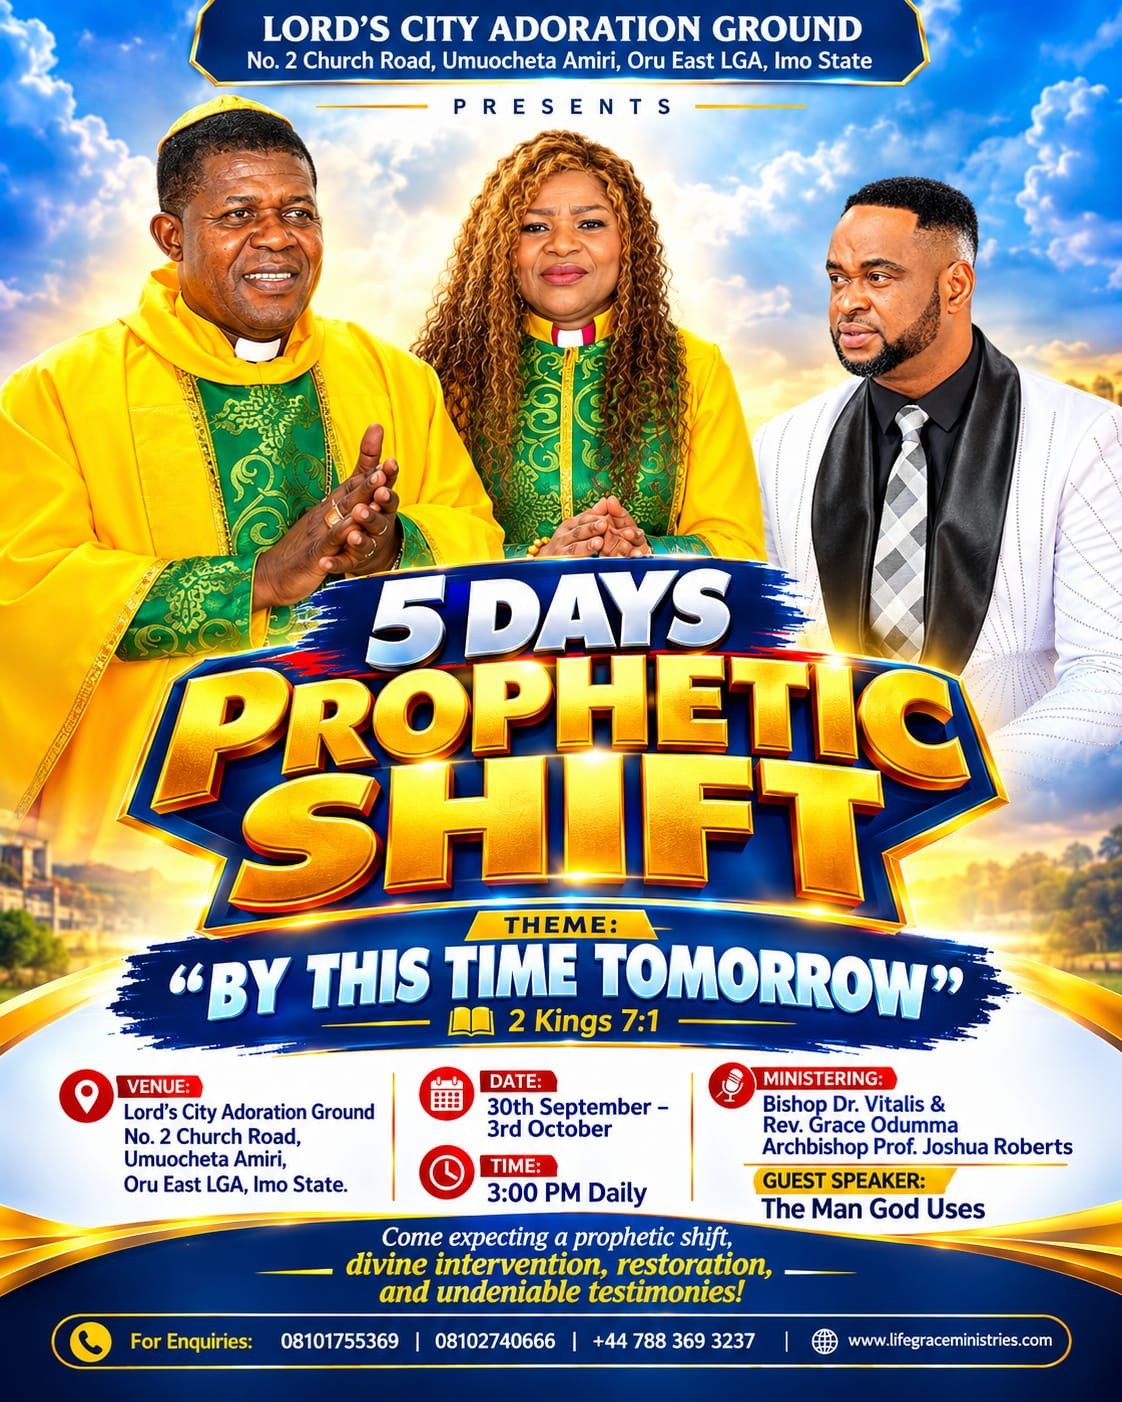 LORD'S CITY ADORATION GROUND
No. 2 Church Road, Umuocheta Amiri, Oru East LGA, Imo State
PRESENTS
5 DAYS
PROPHETIC
SHIFT
THEME:
"BY THIS TIME TOMORROW"
2 Kings 7:1
VENUE:
Lord's City Adoration Ground
No. 2 Church Road,
Umuocheta Amiri,
Oru East LGA, Imo State.
DATE:
30th September –
3rd October
TIME:
3:00 PM Daily
MINISTERING:
Bishop Dr. Vitalis &
Rev. Grace Odumma
Archbishop Prof. Joshua Roberts
GUEST SPEAKER:
The Man God Uses
Come expecting a prophetic shift,
divine intervention, restoration,
and undeniable testimonies!
For Enquiries: 08101755369 | 08102740666 | +44 788 369 3237 | www.lifegraceministries.com